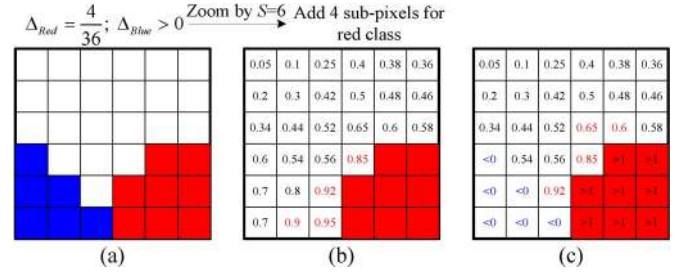 Δ_Red = 4/36; Δ_Blue > 0 Zoom by S=6 Add 4 sub-pixels for
red class
0.05 0.1 0.25 0.4 0.38 0.36
0.2 0.3 0.42 0.5 0.48 0.46
0.34 0.44 0.52 0.65 0.6 0.58
0.6 0.54 0.56 0.85
0.7 0.8 0.92
0.7 0.9 0.95
0.05 0.1 0.25 0.4 0.38 0.36
0.2 0.3 0.42 0.5 0.48 0.46
0.34 0.44 0.52 0.65 0.6 0.58
<0 0.54 0.56 0.85 >1 >1
<0 <0 0.92 >1 >1 >1
<0 <0 <0 >1 >1 >1
(a) (b) (c)